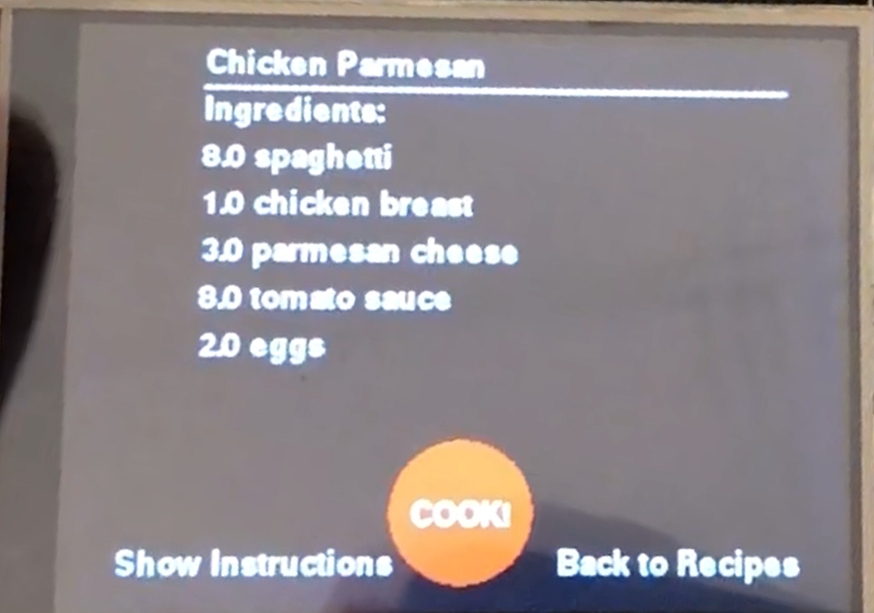 Chicken Parmesan
Ingredients:
8.0 spaghetti
1.0 chicken breast
3.0 parmesan cheese
8.0 tomato sauce
2.0 eggs
COOK!
Show Instructions
Back to Recipes